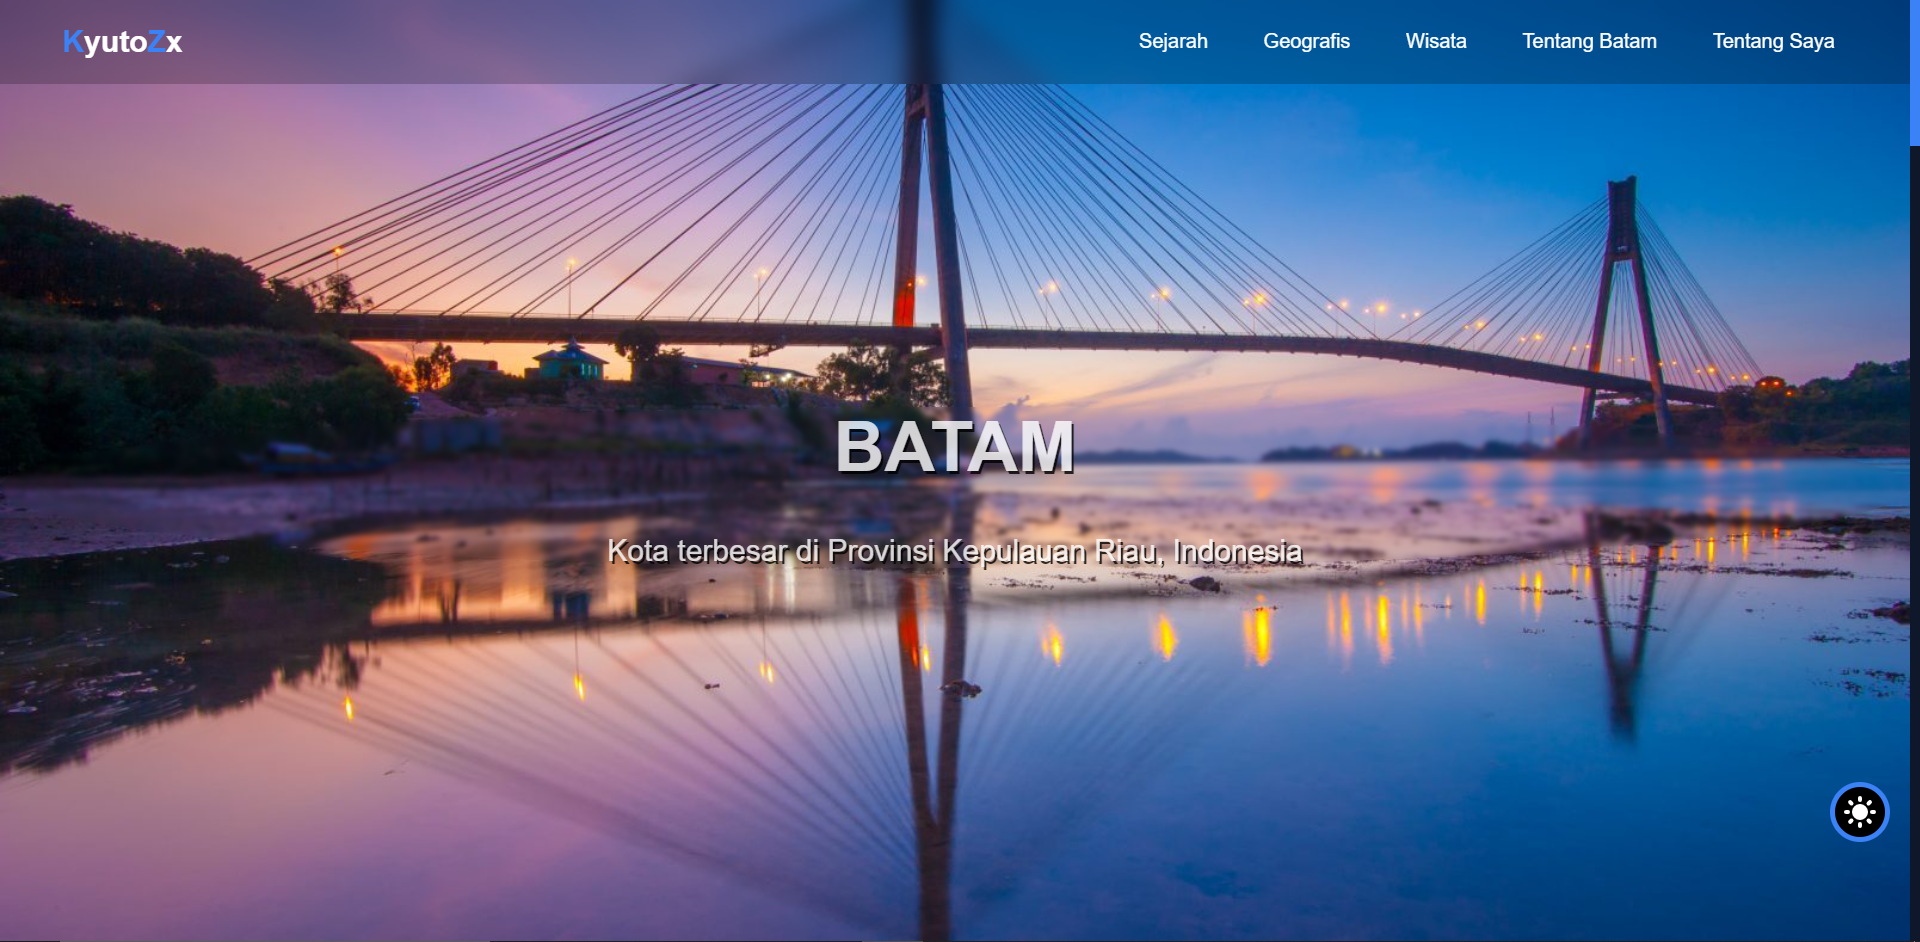 KyutoZx
Sejarah Geografis Wisata Tentang Batam Tentang Saya
BATAM
Kota terbesar di Provinsi Kepulauan Riau, Indonesia